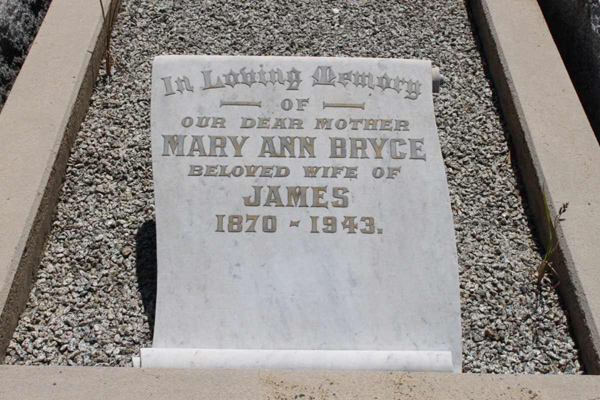 In Loving Memory
OF
OUR DEAR MOTHER
MARY ANN BRYCE
BELOVED WIFE OF
JAMES
1870 - 1943.